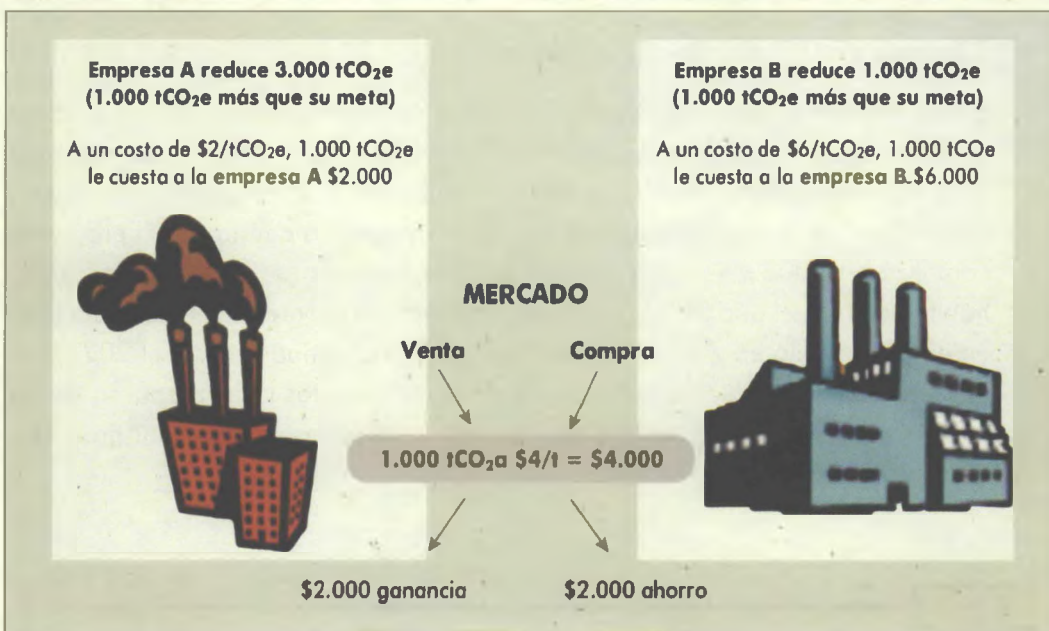 Empresa A reduce 3.000 tCO₂e
(1.000 tCO₂e más que su meta)
A un costo de $2/tCO₂e, 1.000 tCO₂e
le cuesta a la empresa A $2.000
Empresa B reduce 1.000 tCO₂e
(1.000 tCO₂e más que su meta)
A un costo de $6/tCO₂e, 1.000 tCOe
le cuesta a la empresa B $6.000
MERCADO
Venta Compra
1.000 tCO₂a $4/t = $4.000
$2.000 ganancia $2.000 ahorro